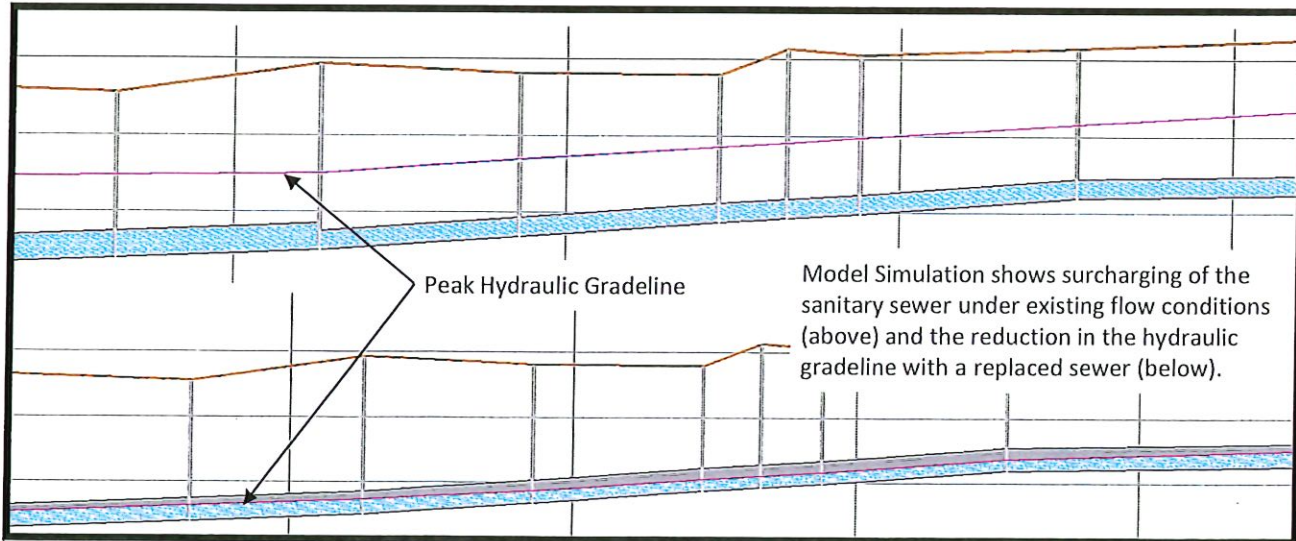 Peak Hydraulic Gradeline
Model Simulation shows surcharging of the
sanitary sewer under existing flow conditions
(above) and the reduction in the hydraulic
gradeline with a replaced sewer (below).